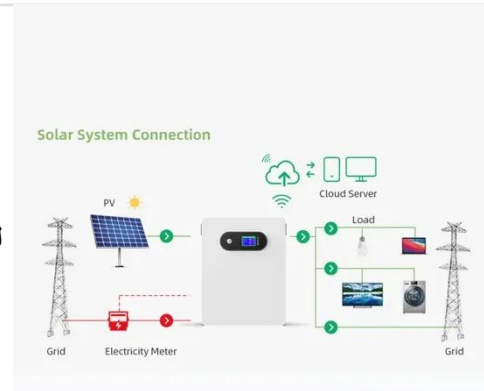 Solar System Connection
Cloud Server
PV
Load
Grid
Electricity Meter
Grid